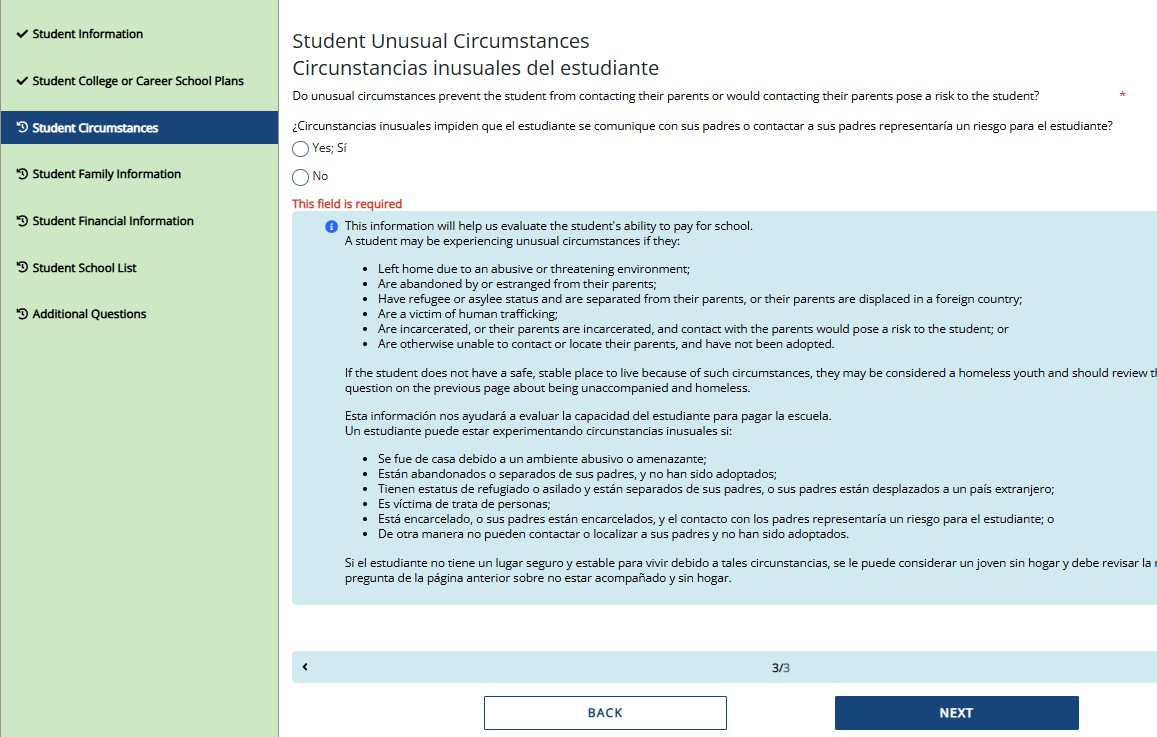 Student Information
Student College or Career School Plans
Student Circumstances
Student Family Information
Student Financial Information
Student School List
Additional Questions
Student Unusual Circumstances
Circunstancias inusuales del estudiante
Do unusual circumstances prevent the student from contacting their parents or would contacting their parents pose a risk to the student? *
¿Circunstancias inusuales impiden que el estudiante se comunique con sus padres o contactar a sus padres representaría un riesgo para el estudiante?
Yes; Sí
No
This field is required
This information will help us evaluate the student's ability to pay for school.
A student may be experiencing unusual circumstances if they:
• Left home due to an abusive or threatening environment;
• Are abandoned by or estranged from their parents;
• Have refugee or asylee status and are separated from their parents, or their parents are displaced in a foreign country;
• Are a victim of human trafficking;
• Are incarcerated, or their parents are incarcerated, and contact with the parents would pose a risk to the student; or
• Are otherwise unable to contact or locate their parents, and have not been adopted.
If the student does not have a safe, stable place to live because of such circumstances, they may be considered a homeless youth and should review
question on the previous page about being unaccompanied and homeless.
Esta información nos ayudará a evaluar la capacidad del estudiante para pagar la escuela.
Un estudiante puede estar experimentando circunstancias inusuales si:
• Se fue de casa debido a un ambiente abusivo o amenazante;
• Están abandonados o separados de sus padres, y no han sido adoptados;
• Tienen estatus de refugiado o asilado y están separados de sus padres, o sus padres están desplazados a un país extranjero;
• Es víctima de trata de personas;
• Está encarcelado, o sus padres están encarcelados, y el contacto con los padres representaría un riesgo para el estudiante; o
• De otra manera no pueden contactar o localizar a sus padres y no han sido adoptados.
Si el estudiante no tiene un lugar seguro y estable para vivir debido a tales circunstancias, se le puede considerar un joven sin hogar y debe revisar la
pregunta de la página anterior sobre no estar acompañado y sin hogar.
3/3
BACK
NEXT